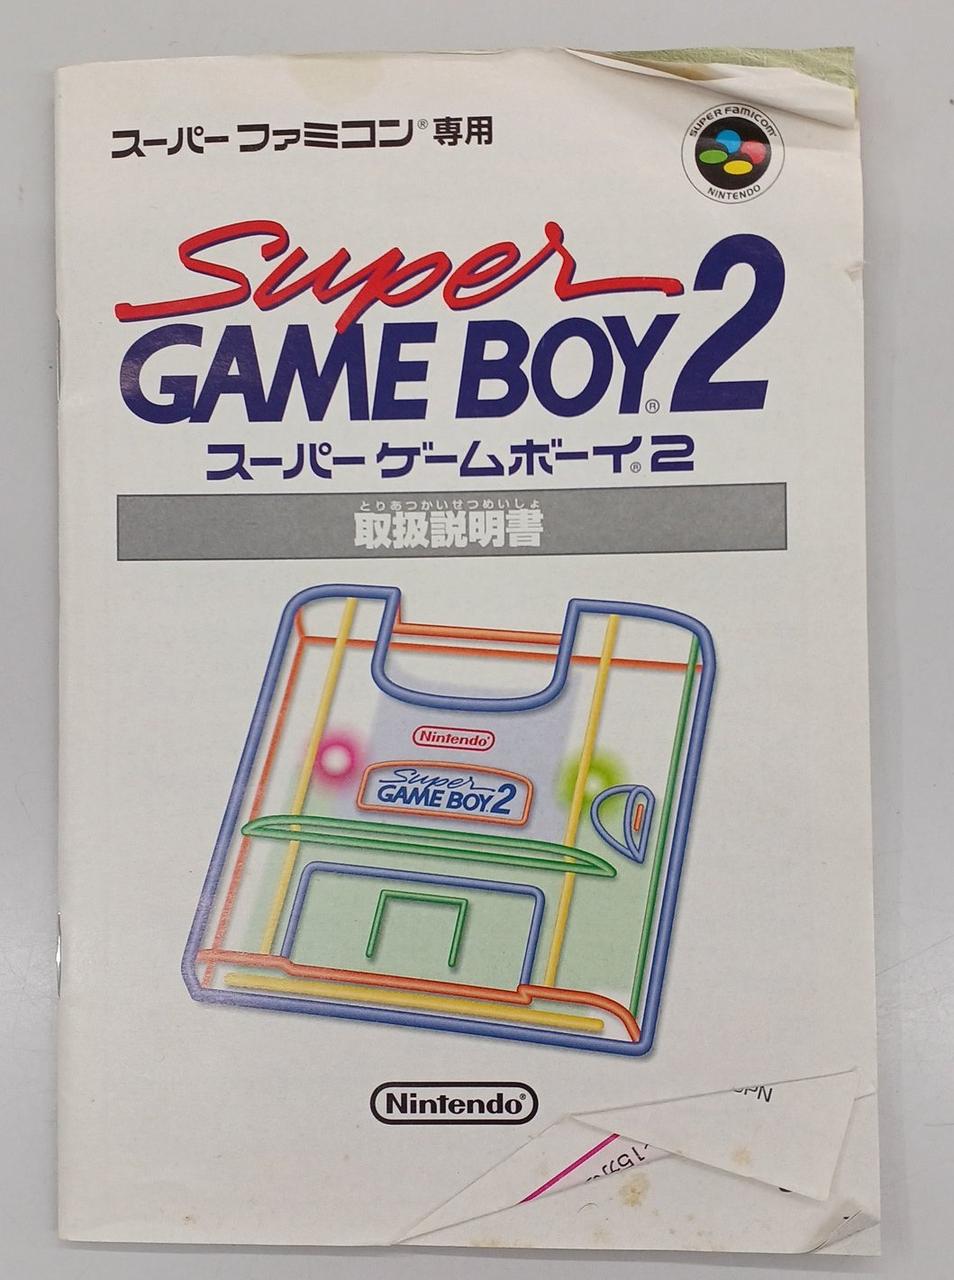 スーパーファミコン®専用
SUPER FAMICOM
NINTENDO
Super
GAME BOY®2
スーパーゲームボーイ®2
とりあつかいせつめいしょ
取扱説明書
Nintendo®
Super
GAME BOY®2
Nintendo®